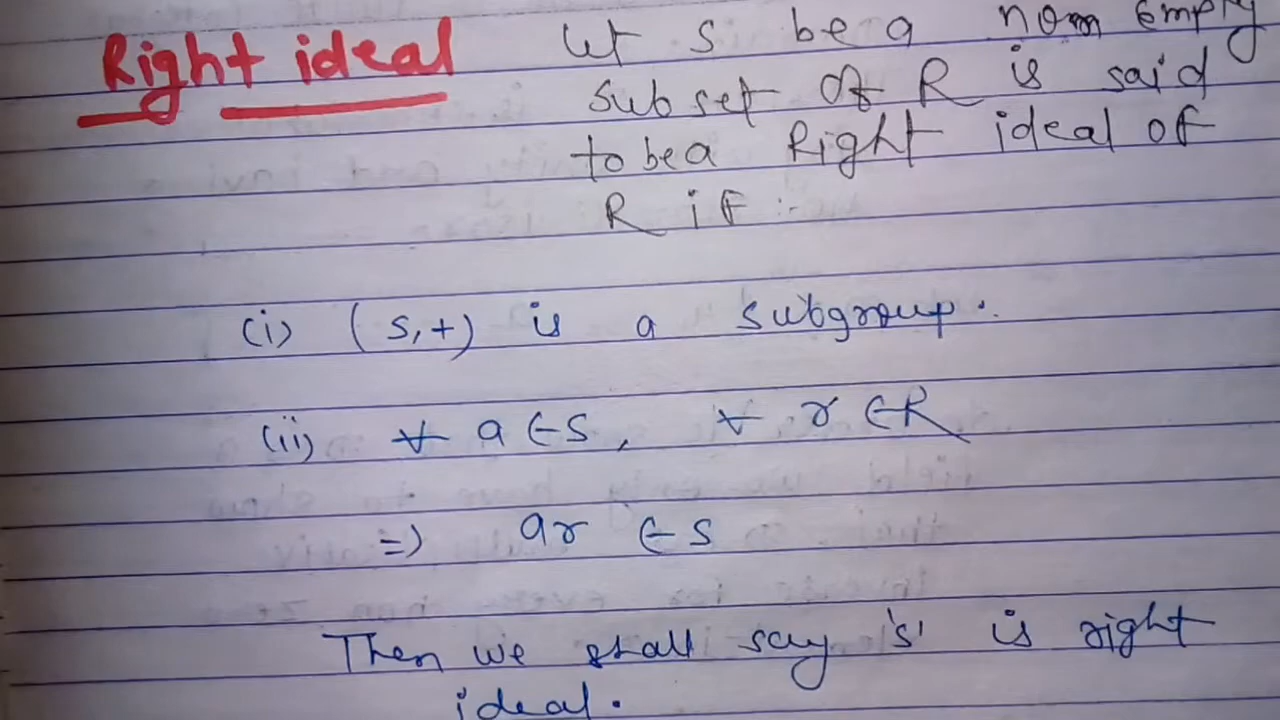 Right ideal Let S be a non empty
subset of R is said
to be a Right ideal of
R if :-
(i) (S,+) is a subgroup.
(ii) ∀ a ∈ S, ∀ r ∈ R
=) ar ∈ S
Then we shall say 'S' is right
ideal.